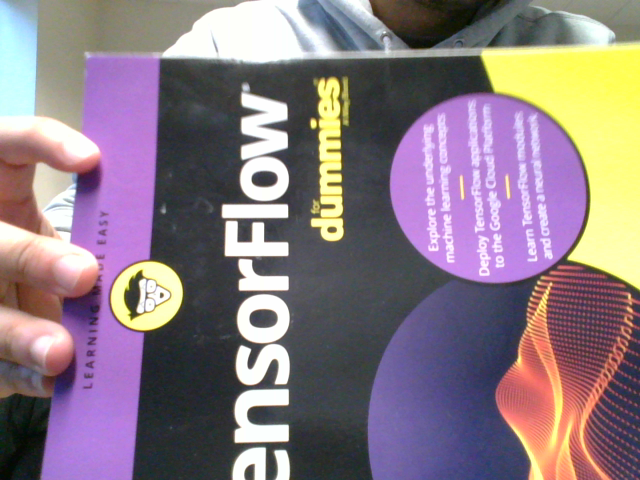 LEARNING MADE EASY
ensorFlow
for
dummies
Explore the underlying
machine learning concepts
Deploy TensorFlow applications
to the Google Cloud Platform
Learn TensorFlow modules
and create a neural network